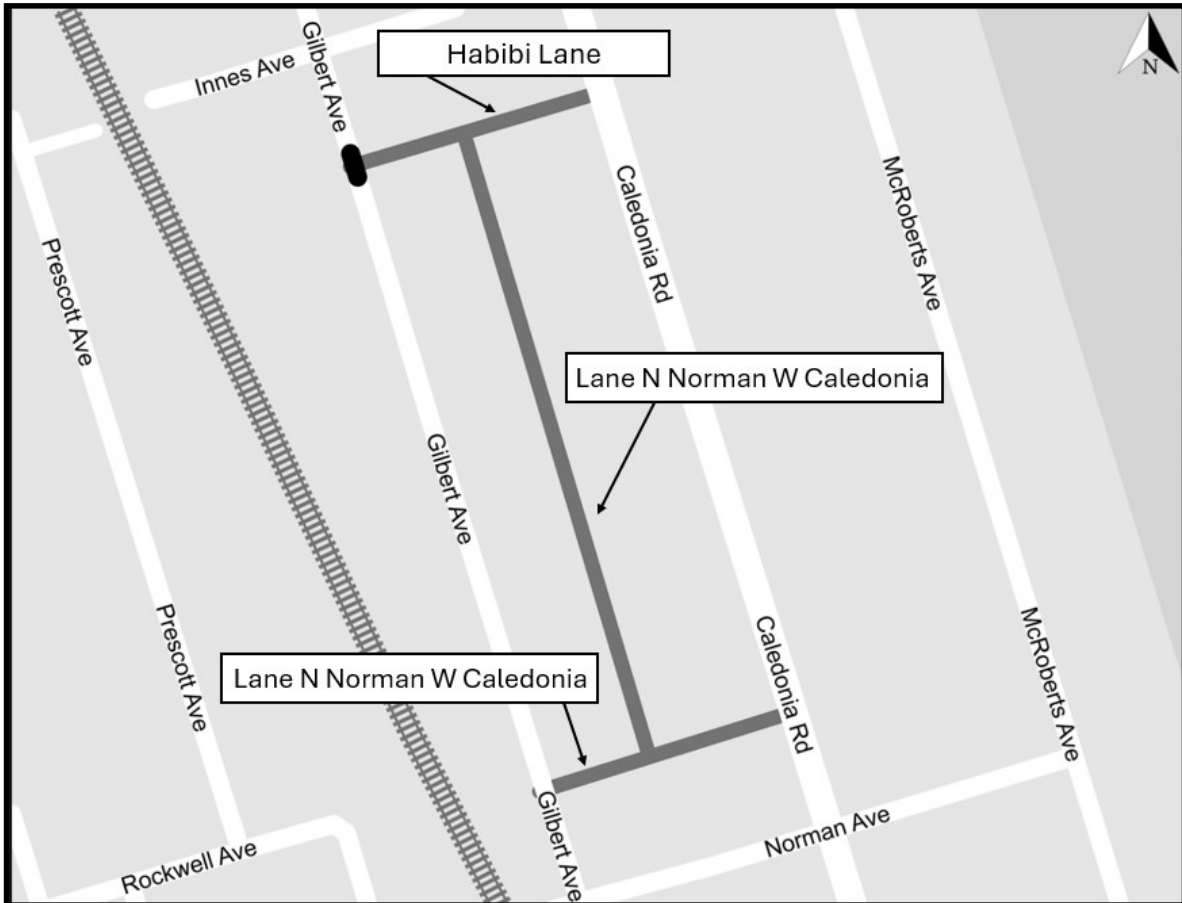 Gilbert Ave
Innes Ave
Habibi Lane
N
Caledonia Rd
McRoberts Ave
Prescott Ave
Lane N Norman W Caledonia
Gilbert Ave
Prescott Ave
Lane N Norman W Caledonia
Caledonia Rd
McRoberts Ave
Gilbert Ave
Norman Ave
Rockwell Ave